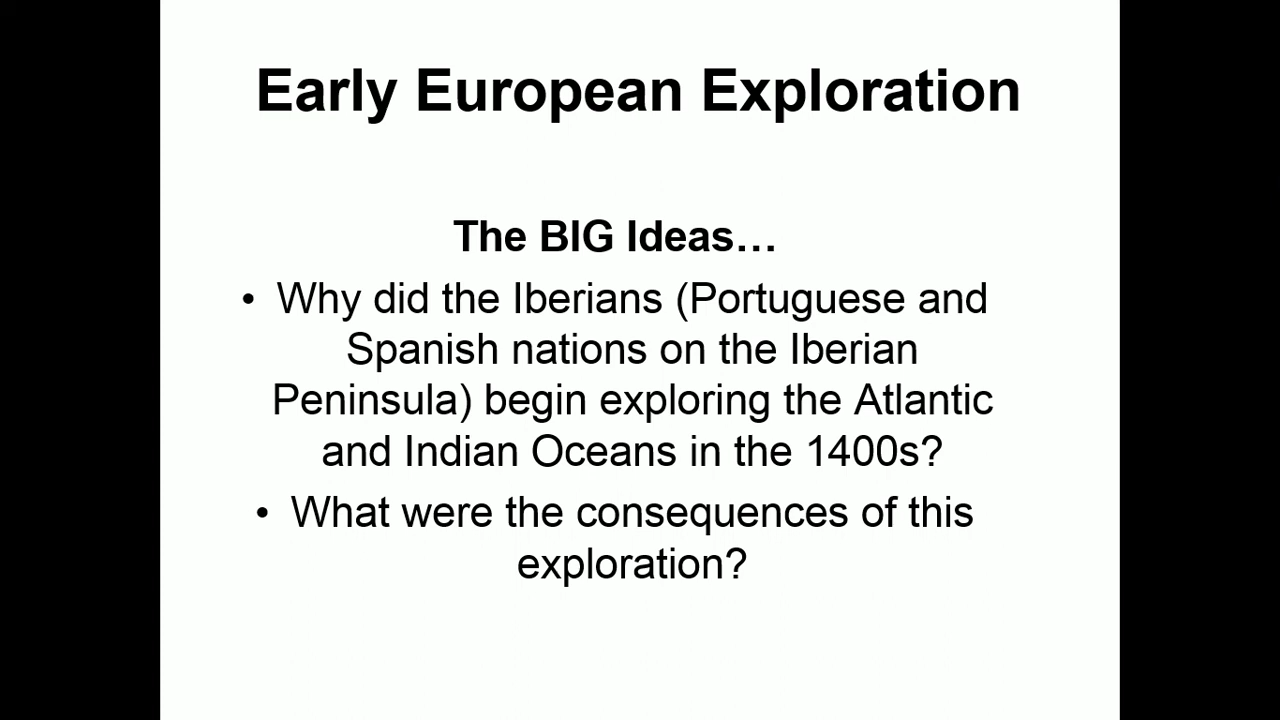 Early European Exploration
The BIG Ideas…
• Why did the Iberians (Portuguese and
Spanish nations on the Iberian
Peninsula) begin exploring the Atlantic
and Indian Oceans in the 1400s?
• What were the consequences of this
exploration?